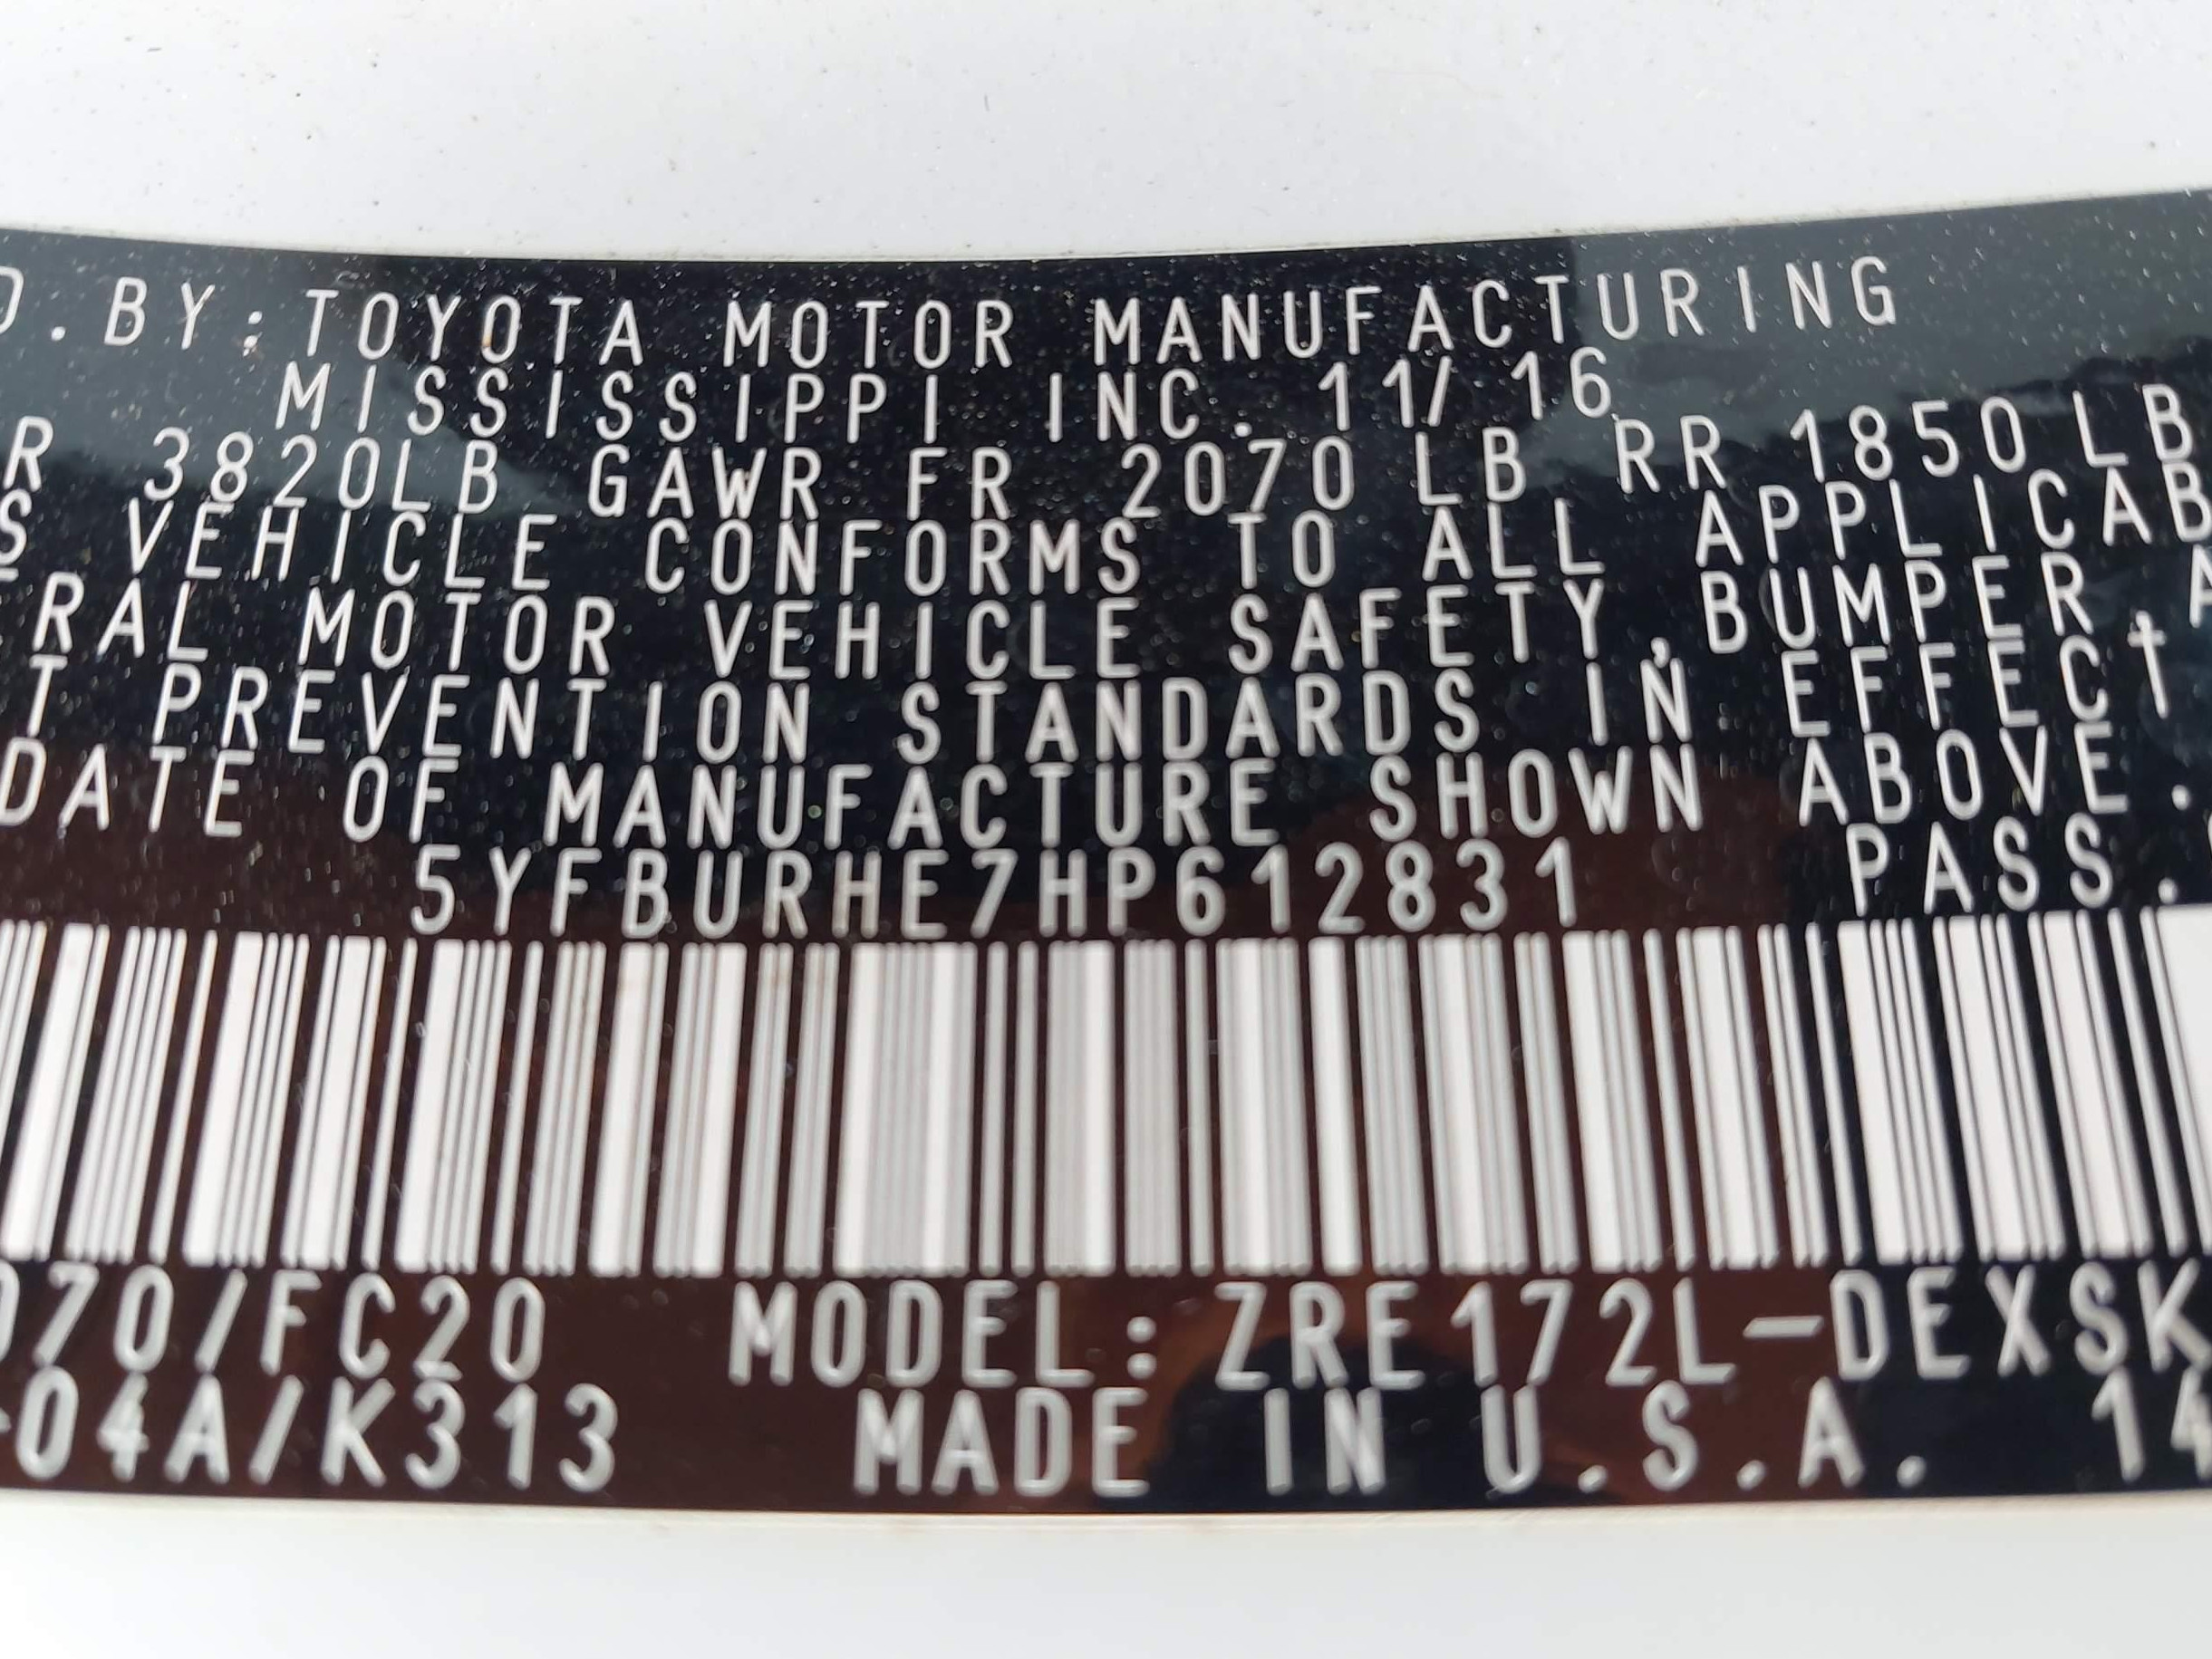 D.BY:TOYOTA MOTOR MANUFACTURING
MISSISSIPPI INC. 11/16
R 3820LB GAWR FR 2070 LB RR 1850 LB
S VEHICLE CONFORMS TO ALL APPLICAB
ERAL MOTOR VEHICLE SAFETY,BUMPER,A
T PREVENTION STANDARDS IN EFFECT
DATE OF MANUFACTURE SHOWN ABOVE.
5YFBURHE7HP612831 PASS.
070/FC20 MODEL:ZRE172L-DEXSK
-04A/K313 MADE IN U.S.A. 14